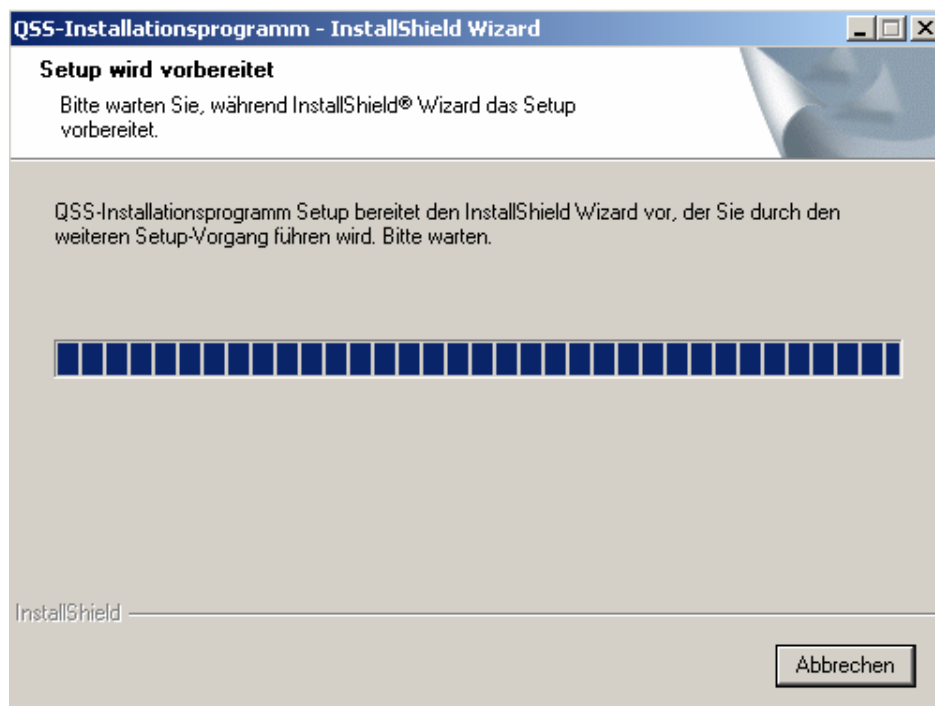 QSS-Installationsprogramm - InstallShield Wizard
Setup wird vorbereitet
Bitte warten Sie, während InstallShield® Wizard das Setup
vorbereitet.
QSS-Installationsprogramm Setup bereitet den InstallShield Wizard vor, der Sie durch den
weiteren Setup-Vorgang führen wird. Bitte warten.
InstallShield
Abbrechen